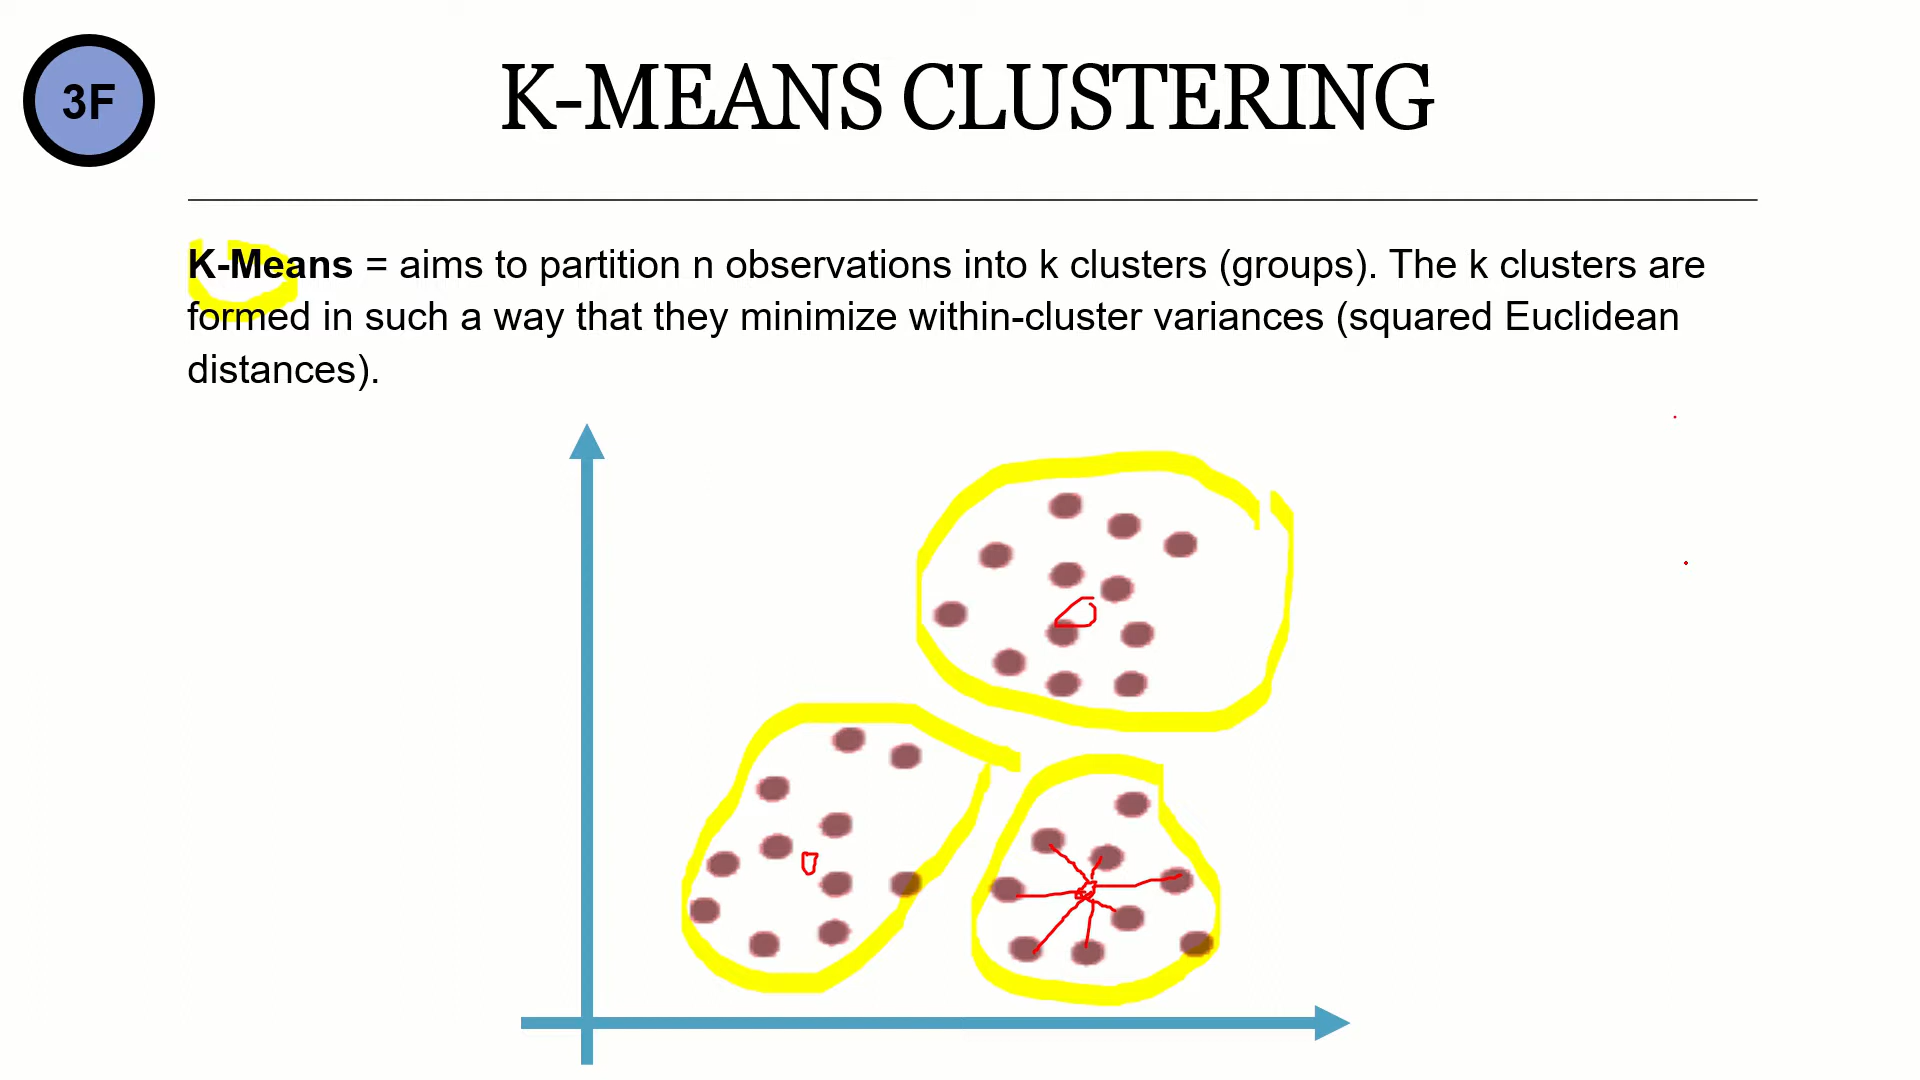 3F
K-MEANS CLUSTERING
K-Means = aims to partition n observations into k clusters (groups). The k clusters are
formed in such a way that they minimize within-cluster variances (squared Euclidean
distances).